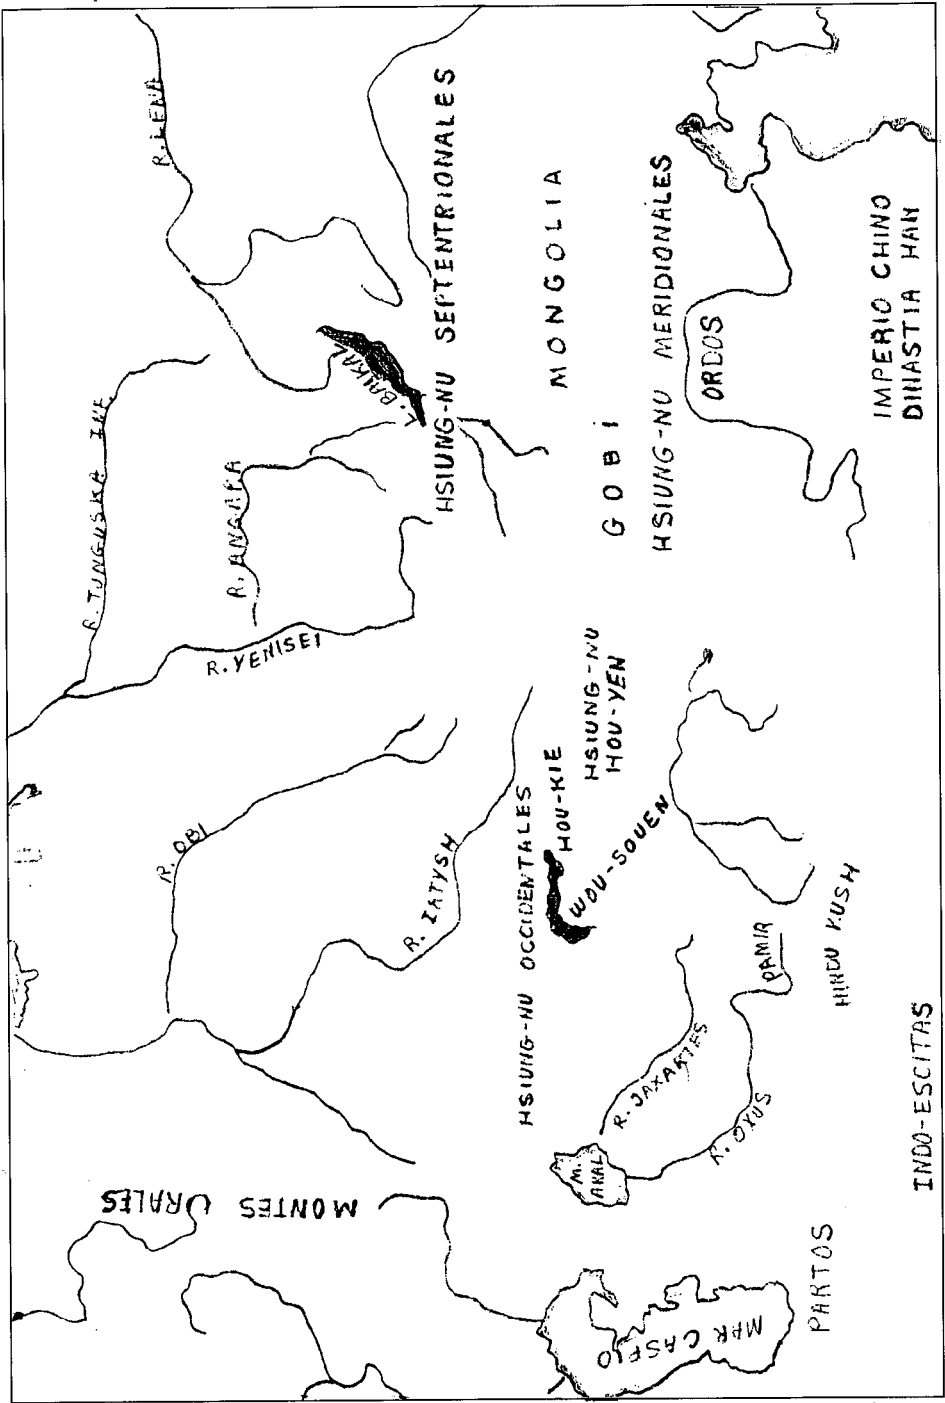 R. LENA
R. TUNGUSKA INF.
R. ANGARA
R. YENISEI
L. BAIKAL
HSIUNG-NU SEPTENTRIONALES
MONGOLIA
GOBI
HSIUNG-NU MERIDIONALES
ORDOS
IMPERIO CHINO
DINASTIA HAN
R. OBI
R. IRTYSH
HSIUNG-NU OCCIDENTALES
HOU-KIE
HSIUNG-NU
HOU-YEN
WOU-SOUEN
MONTES URALES
M.
ARAL
R. JAXARTES
R. OXUS
PAMIR
HINDU KUSH
MAR CASPIO
PARTOS
INDO-ESCITAS